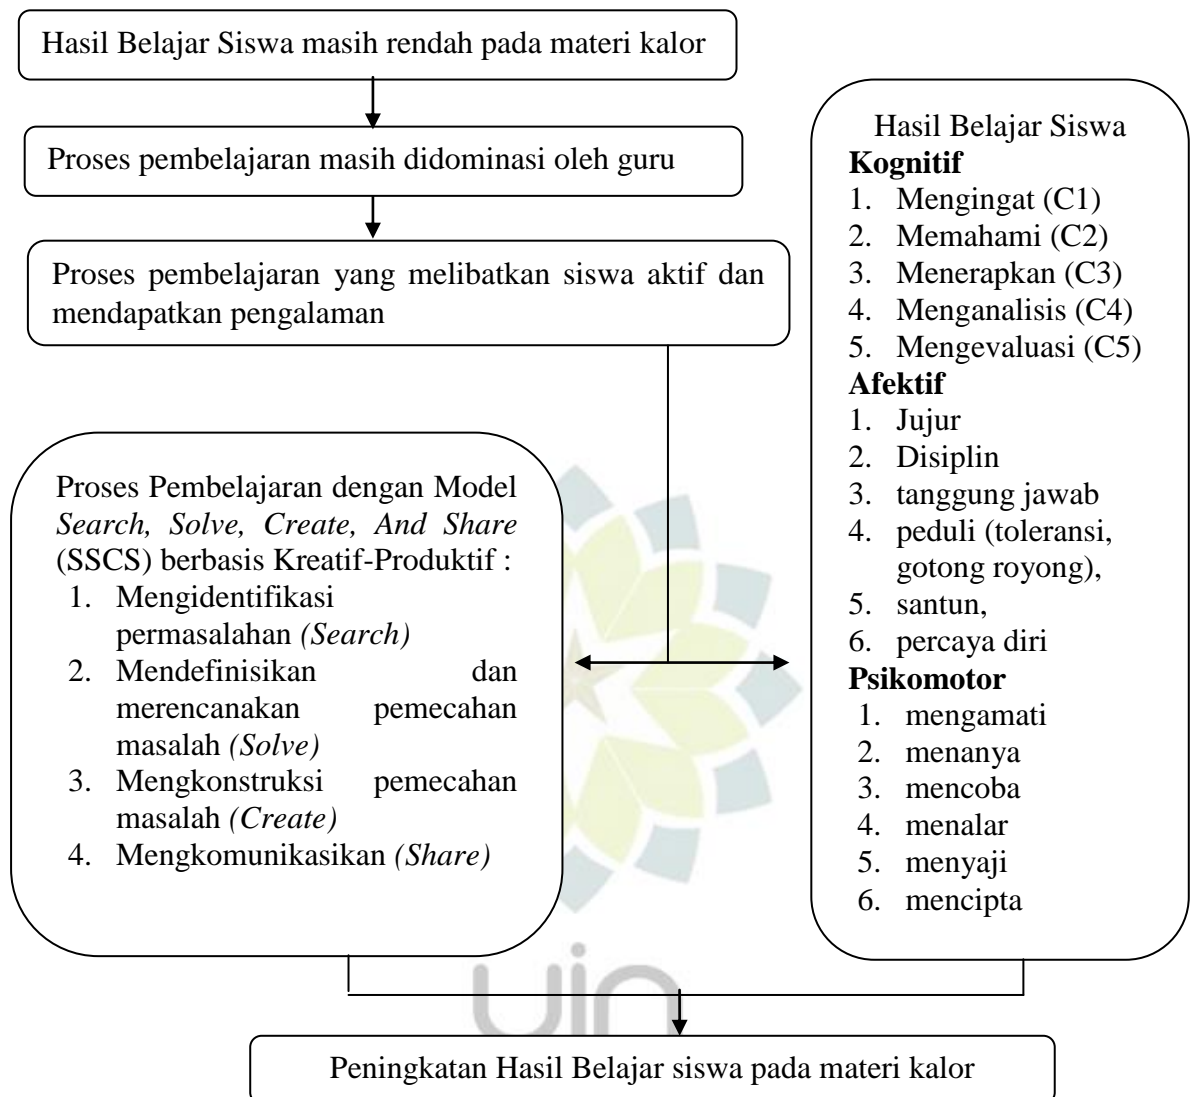 Hasil Belajar Siswa masih rendah pada materi kalor
Proses pembelajaran masih didominasi oleh guru
Proses pembelajaran yang melibatkan siswa aktif dan
mendapatkan pengalaman
Proses Pembelajaran dengan Model
Search, Solve, Create, And Share
(SSCS) berbasis Kreatif-Produktif :
1. Mengidentifikasi
permasalahan (Search)
2. Mendefinisikan dan
merencanakan pemecahan
masalah (Solve)
3. Mengkonstruksi pemecahan
masalah (Create)
4. Mengkomunikasikan (Share)
Hasil Belajar Siswa
Kognitif
1. Mengingat (C1)
2. Memahami (C2)
3. Menerapkan (C3)
4. Menganalisis (C4)
5. Mengevaluasi (C5)
Afektif
1. Jujur
2. Disiplin
3. tanggung jawab
4. peduli (toleransi,
gotong royong),
5. santun,
6. percaya diri
Psikomotor
1. mengamati
2. menanya
3. mencoba
4. menalar
5. menyaji
6. mencipta
uin
Peningkatan Hasil Belajar siswa pada materi kalor